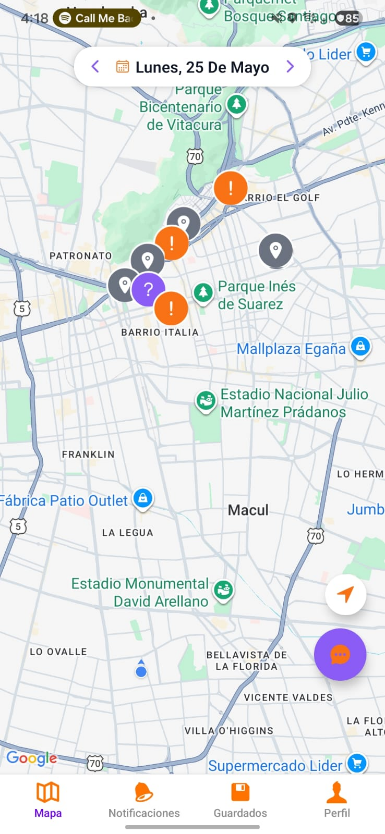 4:18
Call Me Ba
85
Bosque Santiago
Lunes, 25 De Mayo
Lider
Parque
Bicentenario
de Vitacura
Av. Pdte. Kennedy
70
BARRIO EL GOLF
PATRONATO
?
Parque Inés
de Suarez
5
BARRIO ITALIA
Mallplaza Egaña
Estadio Nacional Julio
Martínez Prádanos
FRANKLIN
LO HERM
Fábrica Patio Outlet
Macul
Jumb
5
LA LEGUA
70
Estadio Monumental
David Arellano
LO OVALLE
BELLAVISTA DE
LA FLORIDA
VICENTE VALDES
LA FLO
ALTO
VILLA O'HIGGINS
Google
70
Supermercado Lider
Mapa
Notificaciones
Guardados
Perfil